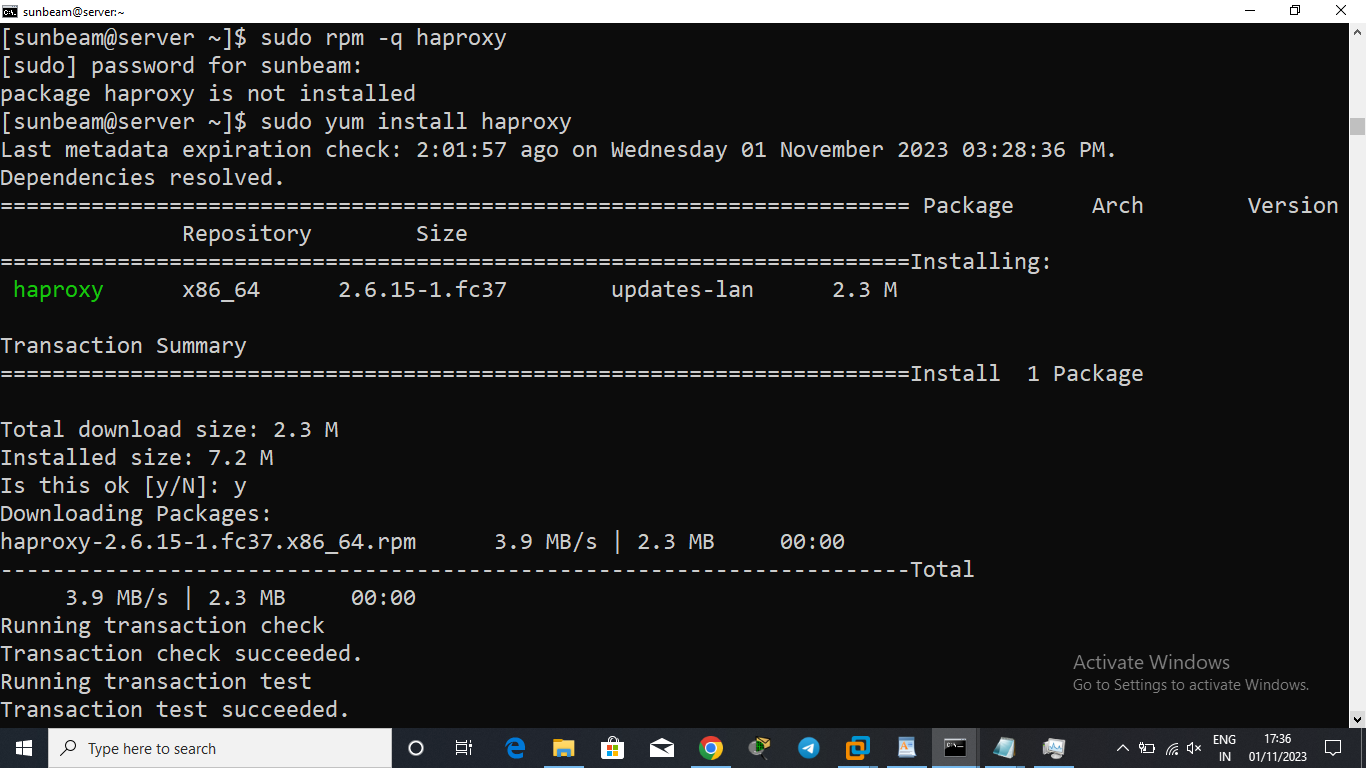 sunbeam@server:~
[sunbeam@server ~]$ sudo rpm -q haproxy
[sudo] password for sunbeam:
package haproxy is not installed
[sunbeam@server ~]$ sudo yum install haproxy
Last metadata expiration check: 2:01:57 ago on Wednesday 01 November 2023 03:28:36 PM.
Dependencies resolved.
====================================================================== Package      Arch        Version
              Repository        Size
======================================================================Installing:
 haproxy      x86_64      2.6.15-1.fc37        updates-lan      2.3 M
Transaction Summary
======================================================================Install  1 Package
Total download size: 2.3 M
Installed size: 7.2 M
Is this ok [y/N]: y
Downloading Packages:
haproxy-2.6.15-1.fc37.x86_64.rpm      3.9 MB/s | 2.3 MB     00:00
----------------------------------------------------------------------Total
     3.9 MB/s | 2.3 MB     00:00
Running transaction check
Transaction check succeeded.
Running transaction test
Transaction test succeeded.
Activate Windows
Go to Settings to activate Windows.
Type here to search
ENG
IN
17:36
01/11/2023